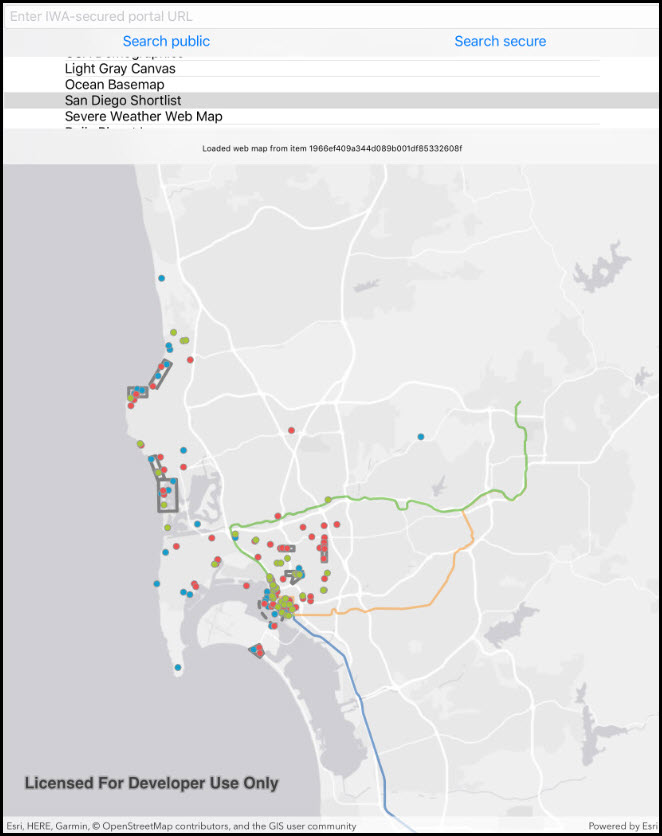 Enter IWA-secured portal URL
Search public
Search secure
Light Gray Canvas
Ocean Basemap
San Diego Shortlist
Severe Weather Web Map
Loaded web map from item 1966ef409a344d089b001df85332608f
Licensed For Developer Use Only
Esri, HERE, Garmin, © OpenStreetMap contributors, and the GIS user community
Powered by Esri